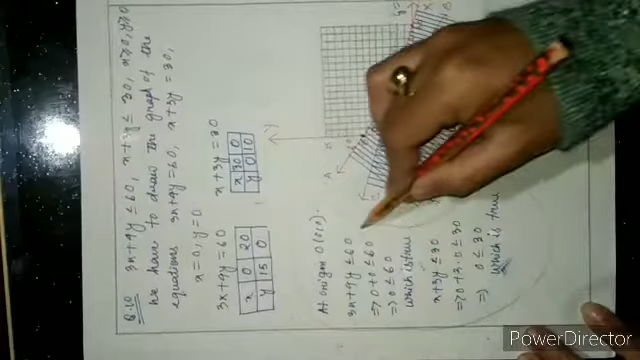 Q.10 3x+4y ≤ 60, x+3y ≤ 30, x≥0, y≥0
We have to draw the graph of the
equations 3x+4y=60, x+3y=30,
x=0, y=0
3x+4y=60
x 0 20
y 15 0
x+3y=30
x 30 0
y 0 10
At origin O(0,0).
3x+4y ≤ 60
=> 0+0 ≤ 60
=> 0 ≤ 60
which is true
x+3y ≤ 30
=> 0+3.0 ≤ 30
=> 0 ≤ 30
which is true
Y
A
X
B
PowerDirector